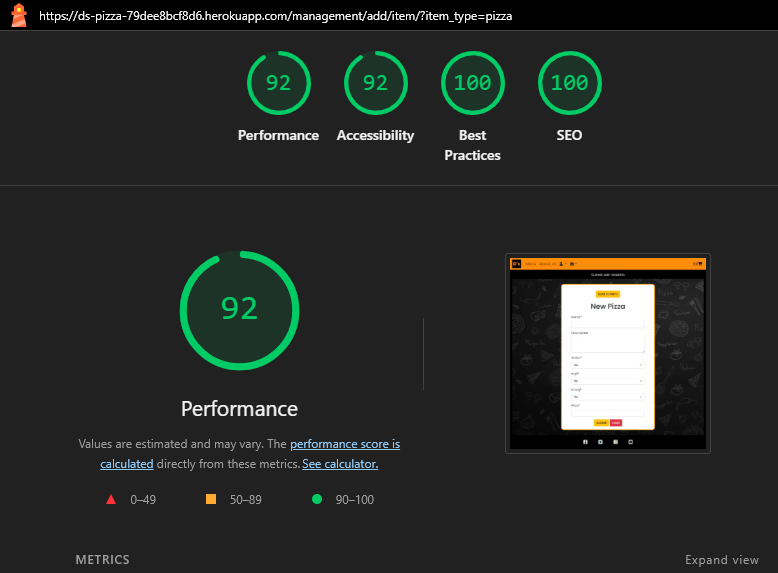 https://ds-pizza-79dee8bcf8d6.herokuapp.com/management/add/item/?item_type=pizza
92
92
100
100
Performance
Accessibility
Best
Practices
SEO
92
Performance
Values are estimated and may vary. The performance score is
calculated directly from these metrics. See calculator.
0–49
50–89
90–100
New Pizza
METRICS
Expand view